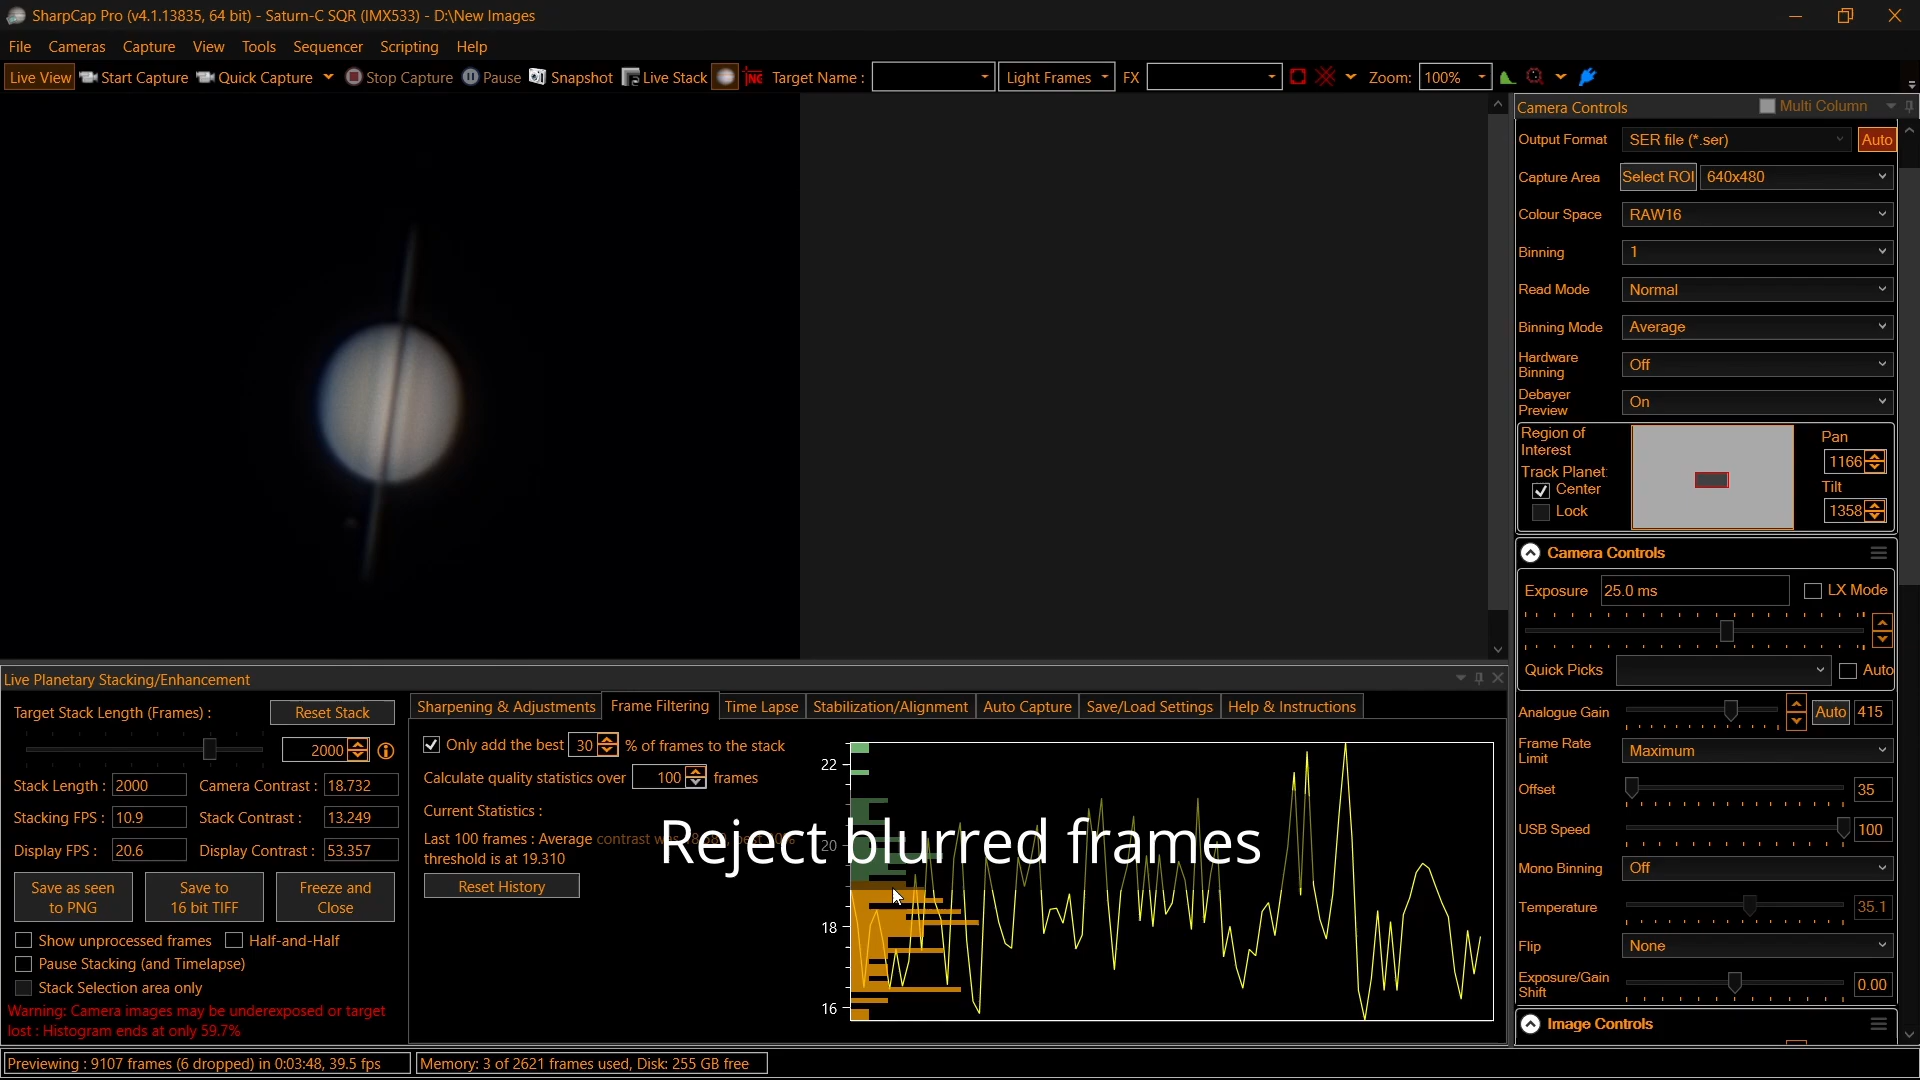 SharpCap Pro (v4.1.13835, 64 bit) - Saturn-C SQR (IMX533) - D:\New Images
File Cameras Capture View Tools Sequencer Scripting Help
Live View Start Capture Quick Capture Stop Capture Pause Snapshot Live Stack Target Name : Light Frames FX Zoom: 100%
Camera Controls Multi Column
Output Format SER file (*.ser) Auto
Capture Area Select ROI 640x480
Colour Space RAW16
Binning 1
Read Mode Normal
Binning Mode Average
Hardware
Binning Off
Debayer
Preview On
Region of
Interest
Track Planet:
Center
Lock
Pan
1166
Tilt
1358
Camera Controls
Exposure 25.0 ms LX Mode
Quick Picks Auto
Analogue Gain Auto 415
Frame Rate
Limit Maximum
Offset 35
USB Speed 100
Mono Binning Off
Temperature 35.1
Flip None
Exposure/Gain
Shift 0.00
Image Controls
Live Planetary Stacking/Enhancement
Target Stack Length (Frames) : Reset Stack
2000
Stack Length : 2000 Camera Contrast : 18.732
Stacking FPS : 10.9 Stack Contrast : 13.249
Display FPS : 20.6 Display Contrast : 53.357
Save as seen
to PNG
Save to
16 bit TIFF
Freeze and
Close
Show unprocessed frames Half-and-Half
Pause Stacking (and Timelapse)
Stack Selection area only
Warning: Camera images may be underexposed or target
lost : Histogram ends at only 59.7%
Sharpening & Adjustments Frame Filtering Time Lapse Stabilization/Alignment Auto Capture Save/Load Settings Help & Instructions
Only add the best 30 % of frames to the stack
Calculate quality statistics over 100 frames
Current Statistics :
Last 100 frames : Average contrast
threshold is at 19.310
Reset History
22
20
18
16
Reject blurred frames
Previewing : 9107 frames (6 dropped) in 0:03:48, 39.5 fps
Memory: 3 of 2621 frames used, Disk: 255 GB free